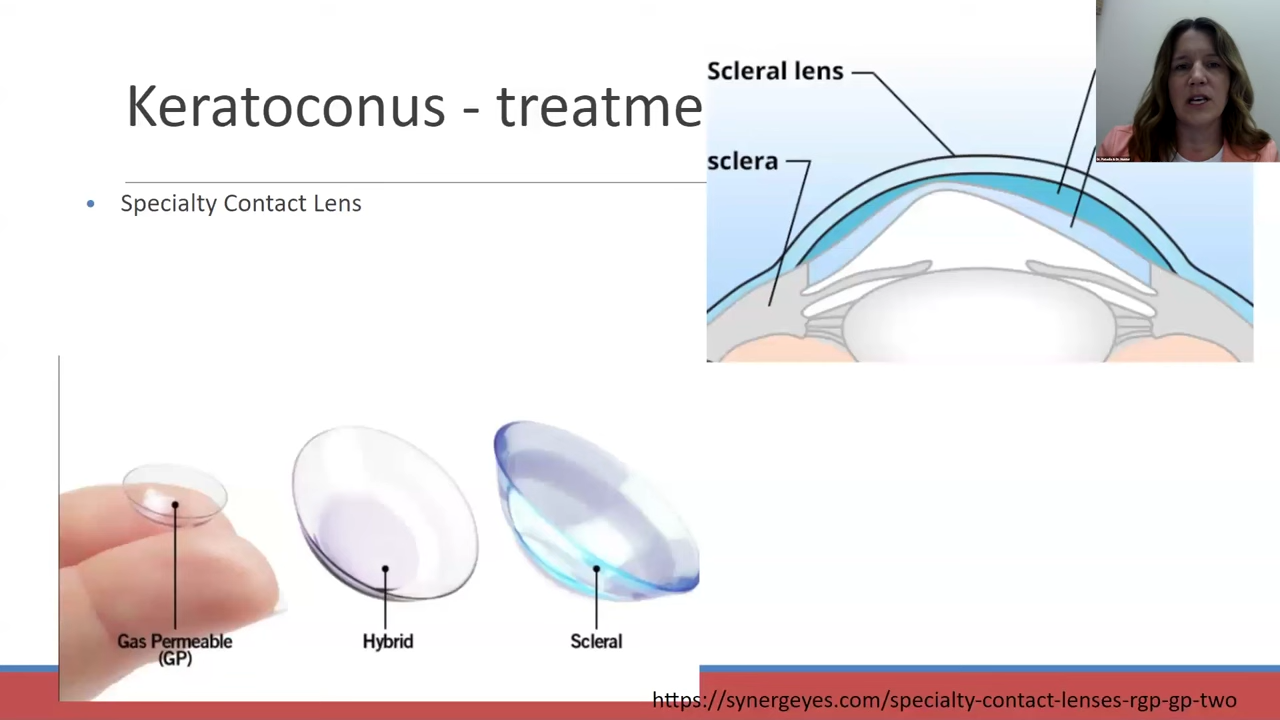 Keratoconus - treatme
Specialty Contact Lens
Scleral lens
sclera
Gas Permeable
(GP)
Hybrid
Scleral
https://synergeyes.com/specialty-contact-lenses-rgp-gp-two